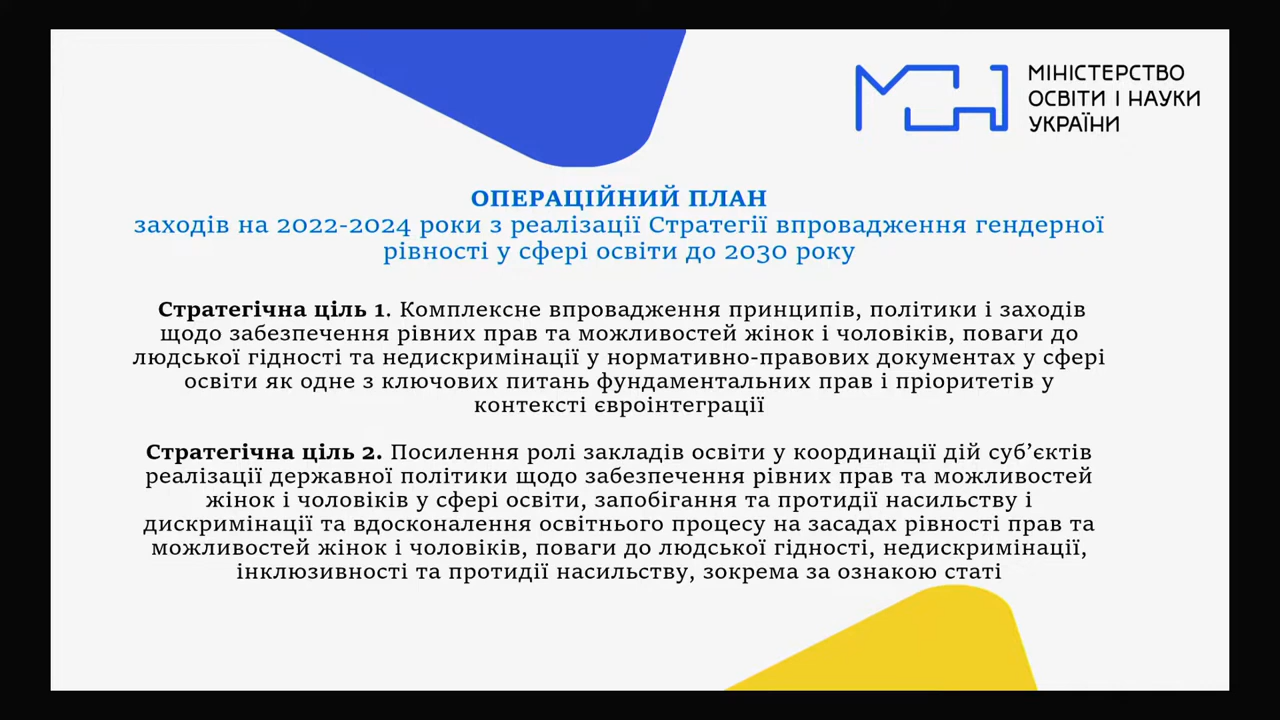 МІНІСТЕРСТВО
ОСВІТИ І НАУКИ
УКРАЇНИ
ОПЕРАЦІЙНИЙ ПЛАН
заходів на 2022-2024 роки з реалізації Стратегії впровадження гендерної
рівності у сфері освіти до 2030 року
Стратегічна ціль 1. Комплексне впровадження принципів, політики і заходів
щодо забезпечення рівних прав та можливостей жінок і чоловіків, поваги до
людської гідності та недискримінації у нормативно-правових документах у сфері
освіти як одне з ключових питань фундаментальних прав і пріоритетів у
контексті євроінтеграції
Стратегічна ціль 2. Посилення ролі закладів освіти у координації дій суб’єктів
реалізації державної політики щодо забезпечення рівних прав та можливостей
жінок і чоловіків у сфері освіти, запобігання та протидії насильству і
дискримінації та вдосконалення освітнього процесу на засадах рівності прав та
можливостей жінок і чоловіків, поваги до людської гідності, недискримінації,
інклюзивності та протидії насильству, зокрема за ознакою статі